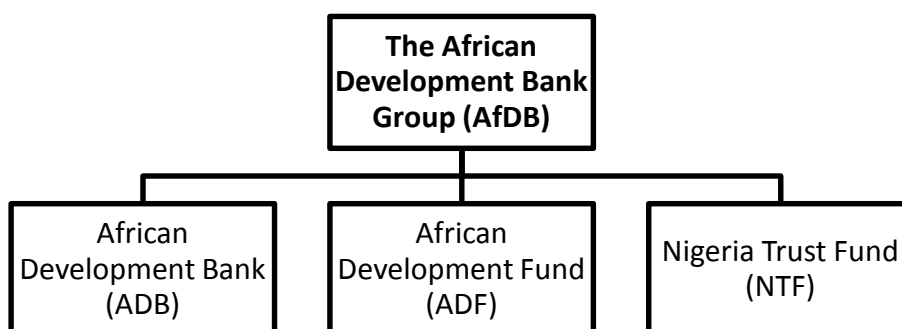 The African
Development Bank
Group (AfDB)
African
Development Bank
(ADB)
African
Development Fund
(ADF)
Nigeria Trust Fund
(NTF)